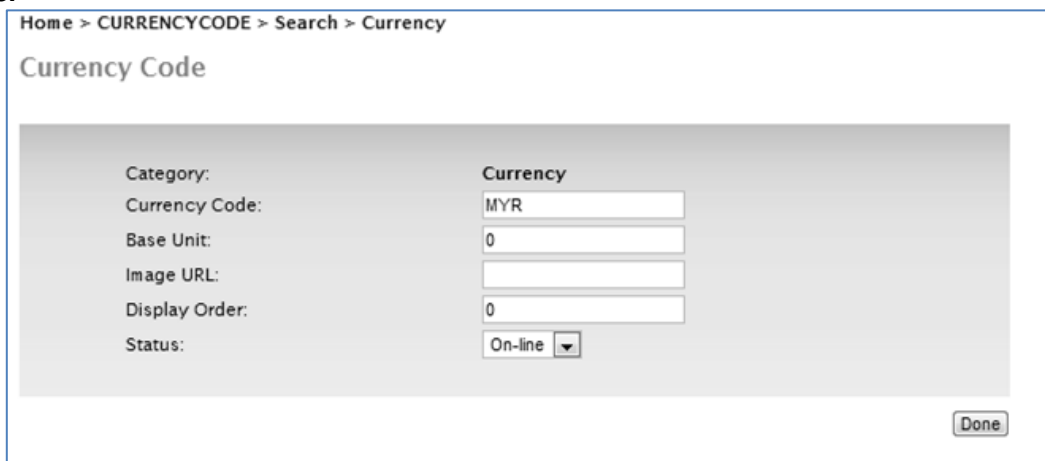 Home > CURRENCYCODE > Search > Currency
Currency Code
Category: Currency
Currency Code: MYR
Base Unit: 0
Image URL:
Display Order: 0
Status: On-line
Done